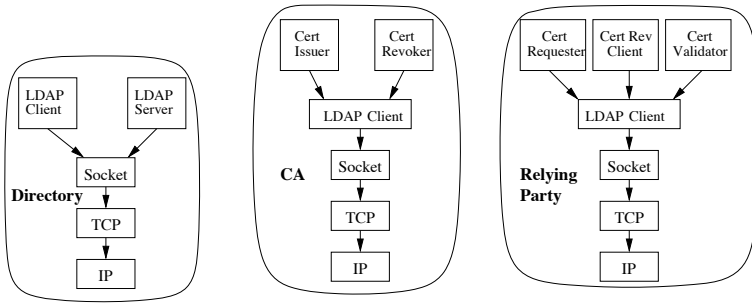 LDAP
Client
LDAP
Server
Socket
Directory
TCP
IP
Cert
Issuer
Cert
Revoker
LDAP Client
Socket
CA
TCP
IP
Cert
Requester
Cert Rev
Client
Cert
Validator
LDAP Client
Socket
Relying
Party
TCP
IP